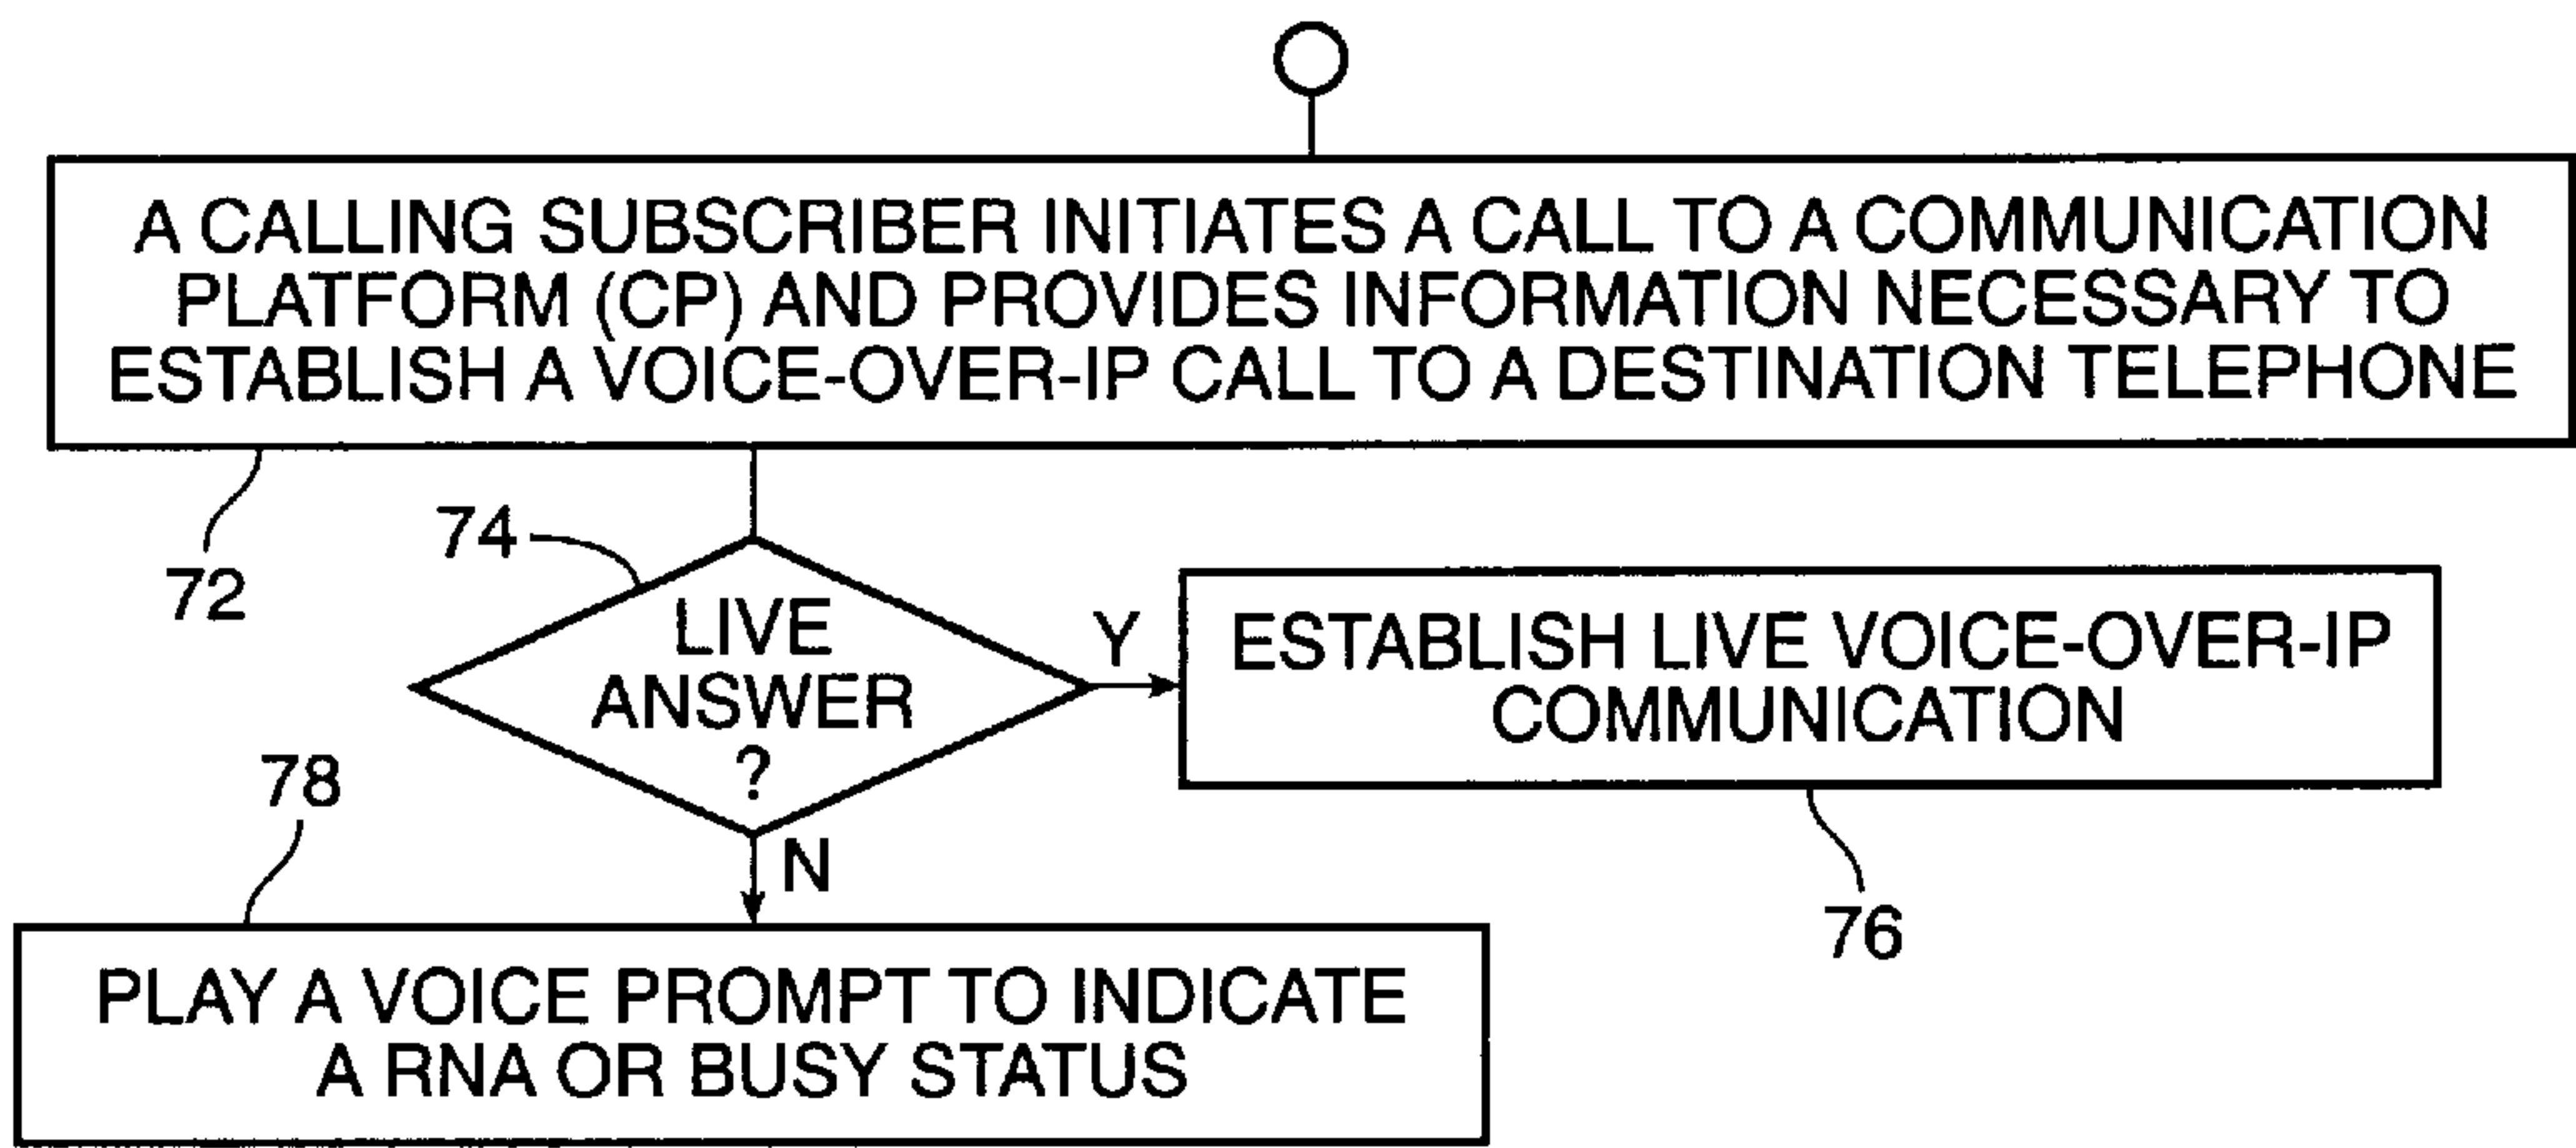 A CALLING SUBSCRIBER INITIATES A CALL TO A COMMUNICATION
PLATFORM (CP) AND PROVIDES INFORMATION NECESSARY TO
ESTABLISH A VOICE-OVER-IP CALL TO A DESTINATION TELEPHONE
72
74
LIVE
ANSWER
?
Y
ESTABLISH LIVE VOICE-OVER-IP
COMMUNICATION
76
N
78
PLAY A VOICE PROMPT TO INDICATE
A RNA OR BUSY STATUS